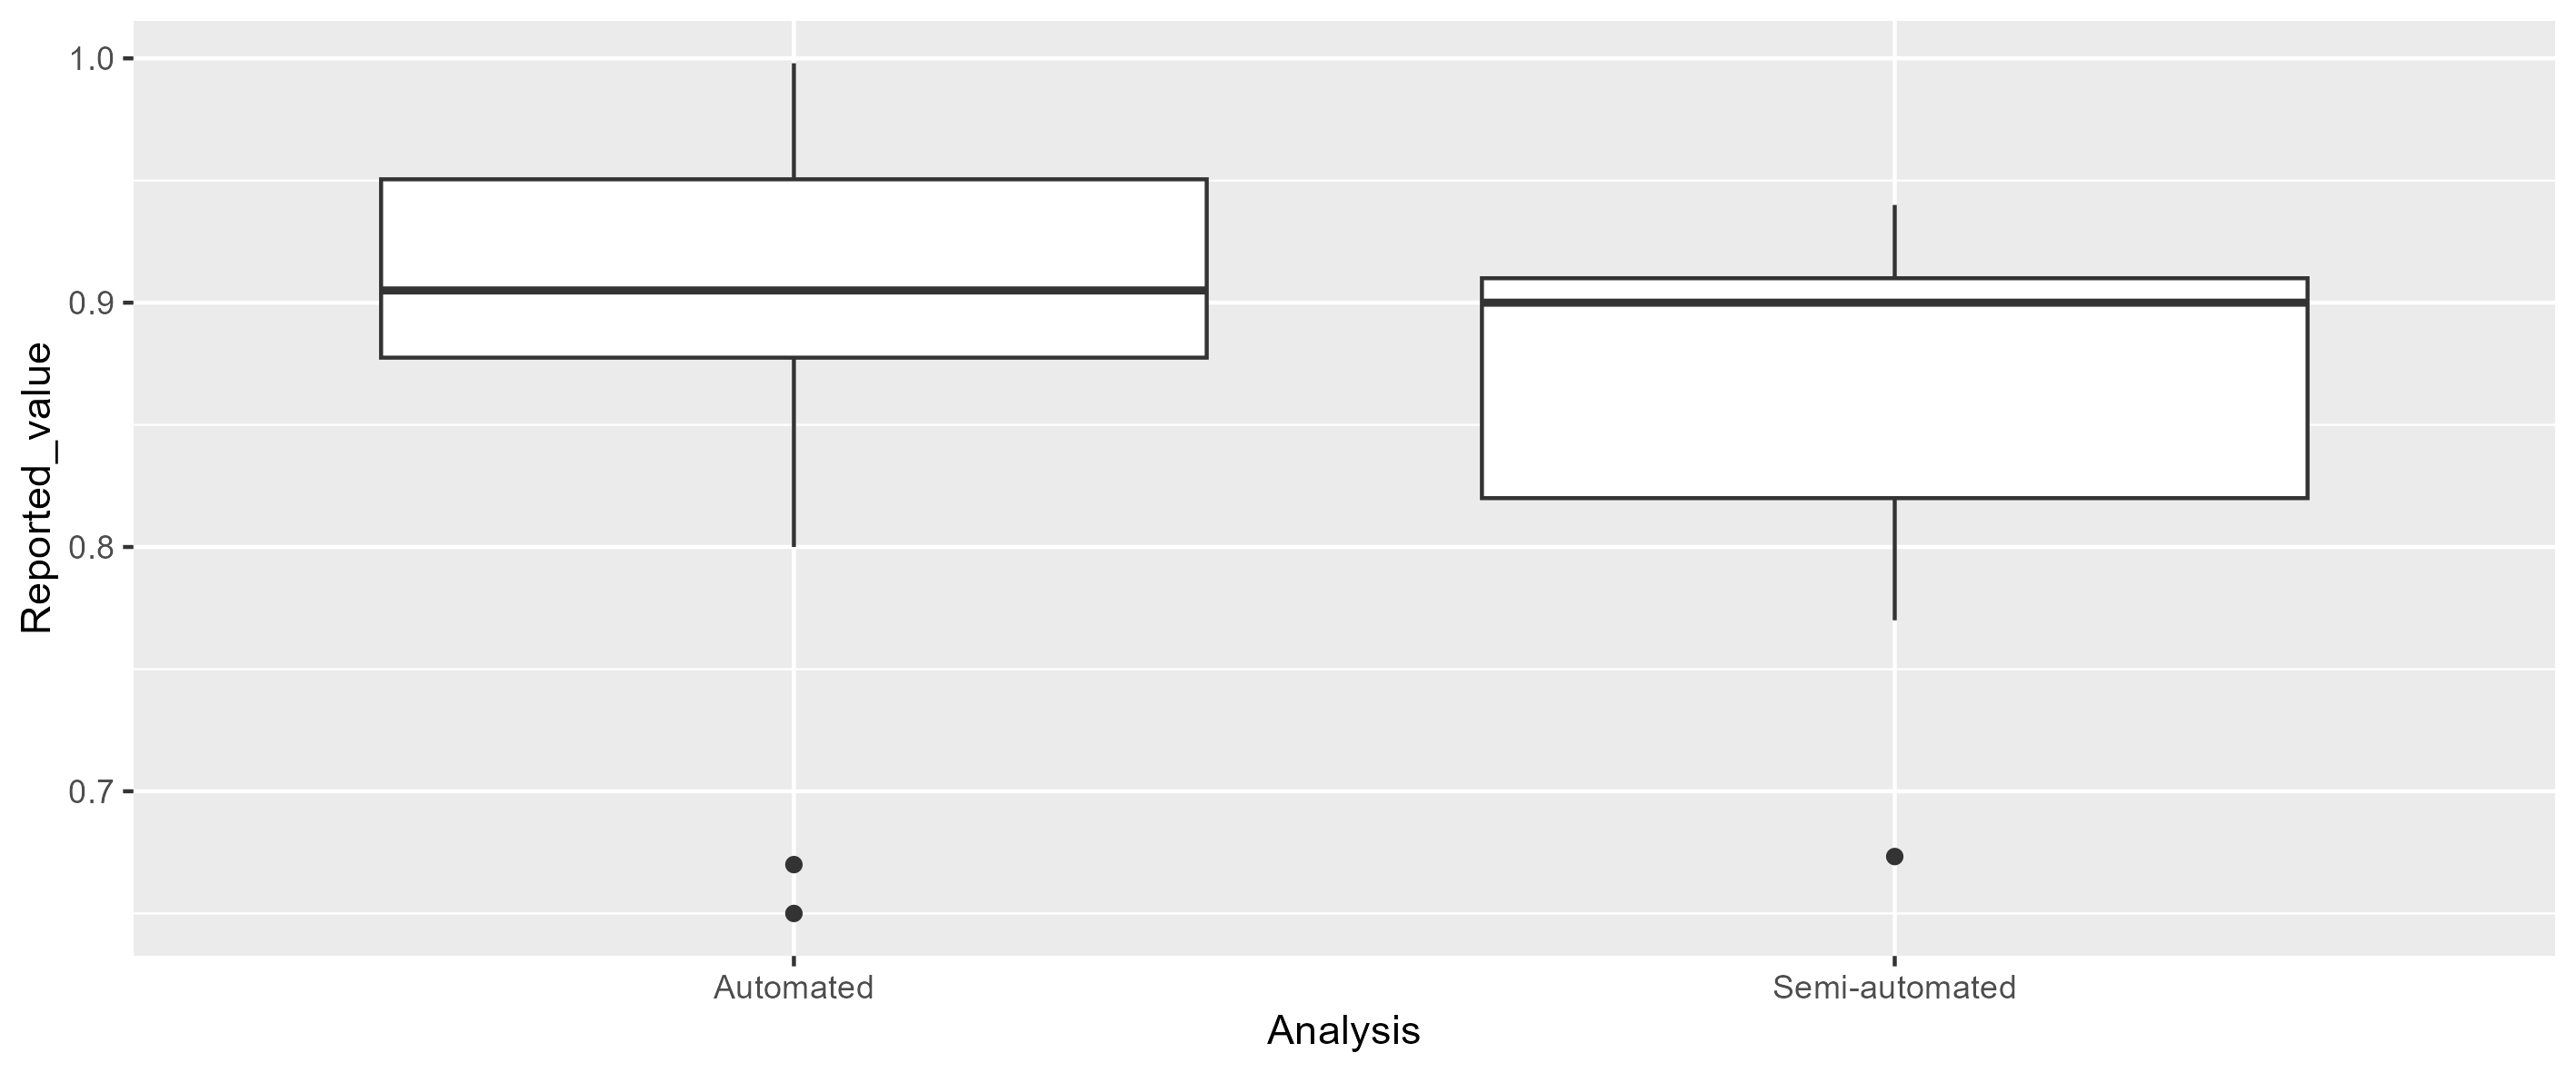 Reported_value
1.0
0.9
0.8
0.7
Automated
Semi-automated
Analysis